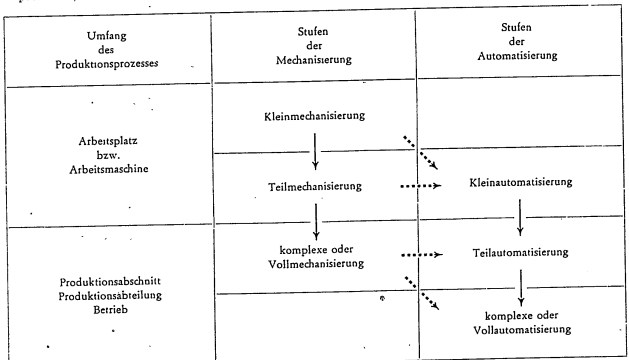 Umfang
des
Produktionsprozesses
Stufen
der
Mechanisierung
Stufen
der
Automatisierung
Arbeitsplatz
bzw.
Arbeitsmaschine
Kleinmechanisierung
Teilmechanisierung
Kleinautomatisierung
Produktionsabschnitt
Produktionsabteilung
Betrieb
komplexe oder
Vollmechanisierung
Teilautomatisierung
komplexe oder
Vollautomatisierung